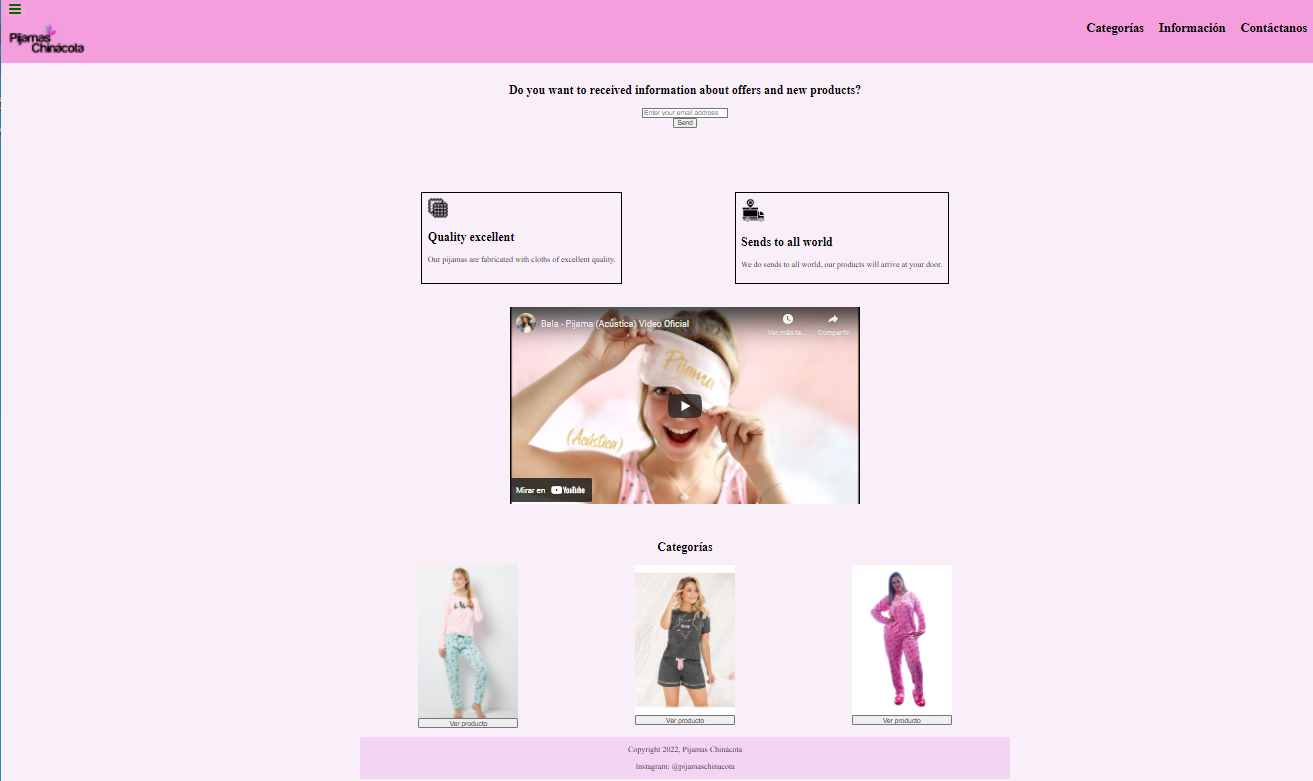 Pijamas
Chinácota
Categorías Información Contáctanos
Do you want to received information about offers and new products?
Enter your email address
Send
Quality excellent
Our pijamas are fabricated with cloths of excellent quality.
Sends to all world
We do sends to all world, our products will arrive at your door.
Bala - Pijama (Acústica) Video Oficial
Ver más ta...
Compartir
Pijama
(Acústica)
Mirar en YouTube
Categorías
Ver producto
Ver producto
Ver producto
Copyright 2022, Pijamas Chinácota
Instagram: @pijamaschinacota